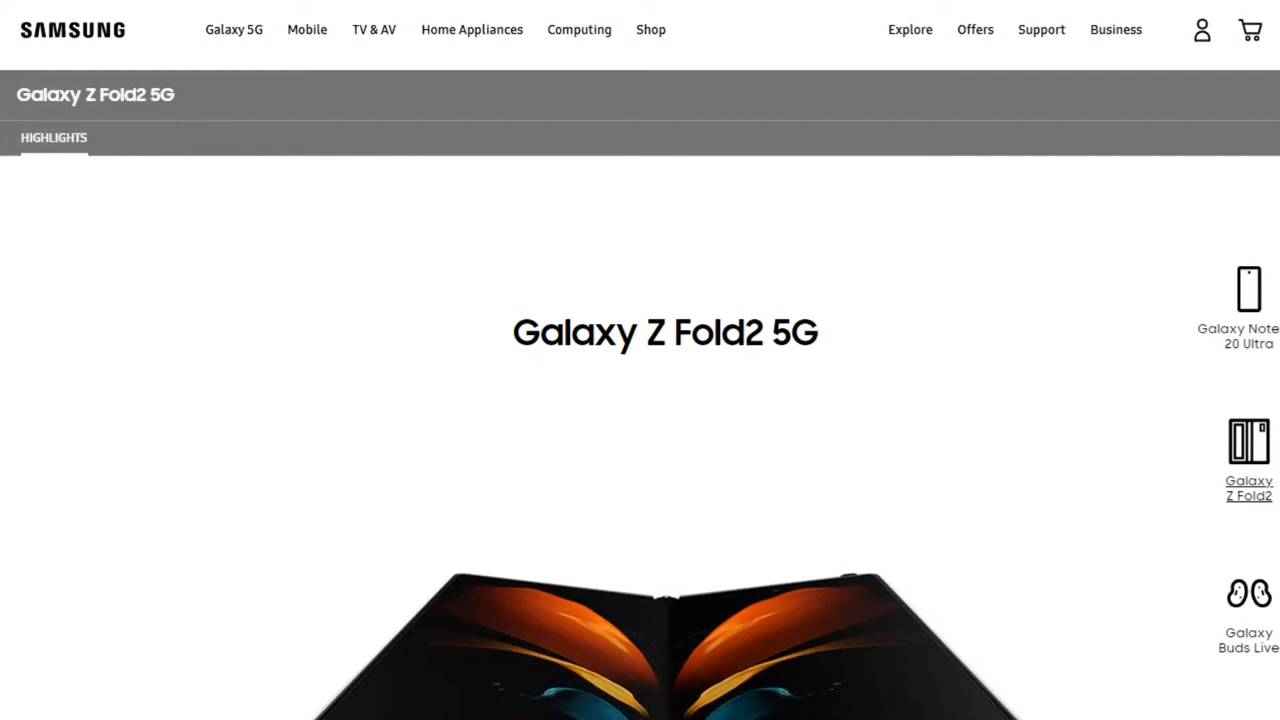 SAMSUNG
Galaxy 5G Mobile TV & AV Home Appliances Computing Shop Explore Offers Support Business
Galaxy Z Fold2 5G
HIGHLIGHTS
Galaxy Z Fold2 5G
Galaxy Note
20 Ultra
Galaxy
Z Fold2
Galaxy
Buds Live